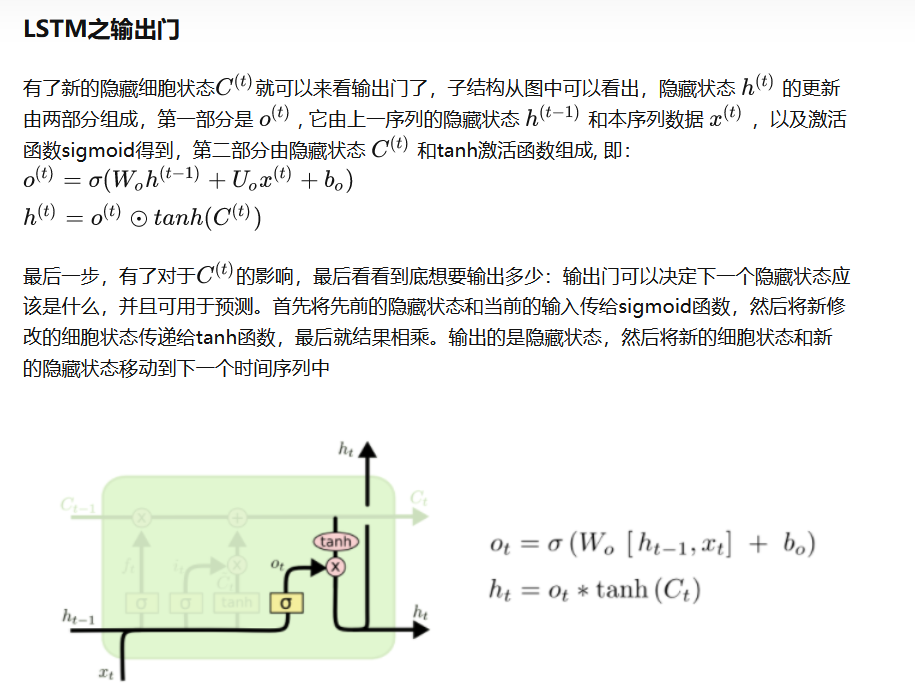 LSTM之输出门
有了新的隐藏细胞状态C^(t)就可以来看输出门了，子结构从图中可以看出，隐藏状态 h^(t) 的更新
由两部分组成，第一部分是 o^(t) , 它由上一序列的隐藏状态 h^(t−1) 和本序列数据 x^(t) ，以及激活
函数sigmoid得到，第二部分由隐藏状态 C^(t) 和tanh激活函数组成, 即：
o^(t) = σ(W_o h^(t−1) + U_o x^(t) + b_o)
h^(t) = o^(t) ⊙ tanh(C^(t))
最后一步，有了对于C^(t)的影响，最后看看到底想要输出多少：输出门可以决定下一个隐藏状态应
该是什么，并且可用于预测。首先将先前的隐藏状态和当前的输入传给sigmoid函数，然后将新修
改的细胞状态传递给tanh函数，最后就结果相乘。输出的是隐藏状态，然后将新的细胞状态和新
的隐藏状态移动到下一个时间序列中
h_t
C_t−1
C_t
tanh
f_t
i_t
o_t
C̃_t
σ
σ
tanh
σ
h_t−1
h_t
x_t
o_t = σ (W_o [h_t−1, x_t] + b_o)
h_t = o_t * tanh (C_t)